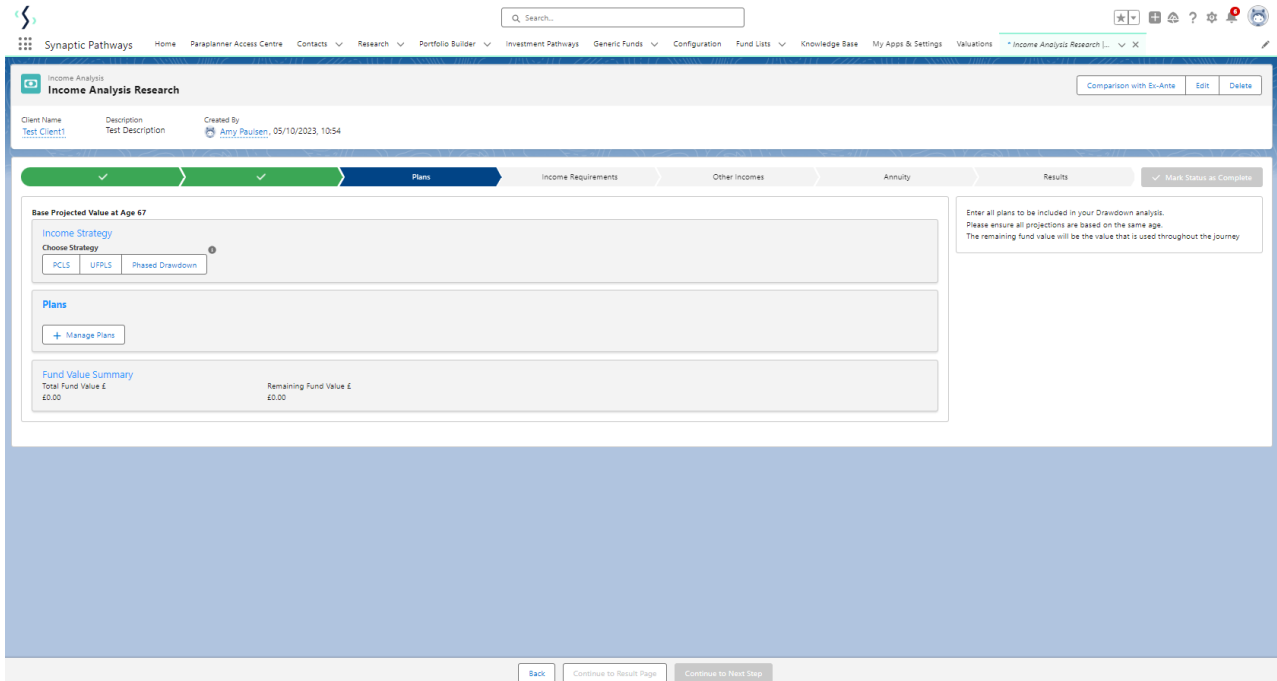 Search...
6
Synaptic Pathways Home Paraplanner Access Centre Contacts Research Portfolio Builder Investment Pathways Generic Funds Configuration Fund Lists Knowledge Base My Apps & Settings Valuations * Income Analysis Research |...
Income Analysis
Income Analysis Research
Comparison with Ex-Ante Edit Delete
Client Name Description Created By
Test Client1 Test Description Amy Paulsen, 05/10/2023, 10:54
Plans Income Requirements Other Incomes Annuity Results Mark Status as Complete
Base Projected Value at Age 67
Income Strategy
Choose Strategy
PCLS UFPLS Phased Drawdown
Plans
+ Manage Plans
Fund Value Summary
Total Fund Value £ Remaining Fund Value £
£0.00 £0.00
Enter all plans to be included in your Drawdown analysis.
Please ensure all projections are based on the same age.
The remaining fund value will be the value that is used throughout the journey
Back Continue to Result Page Continue to Next Step